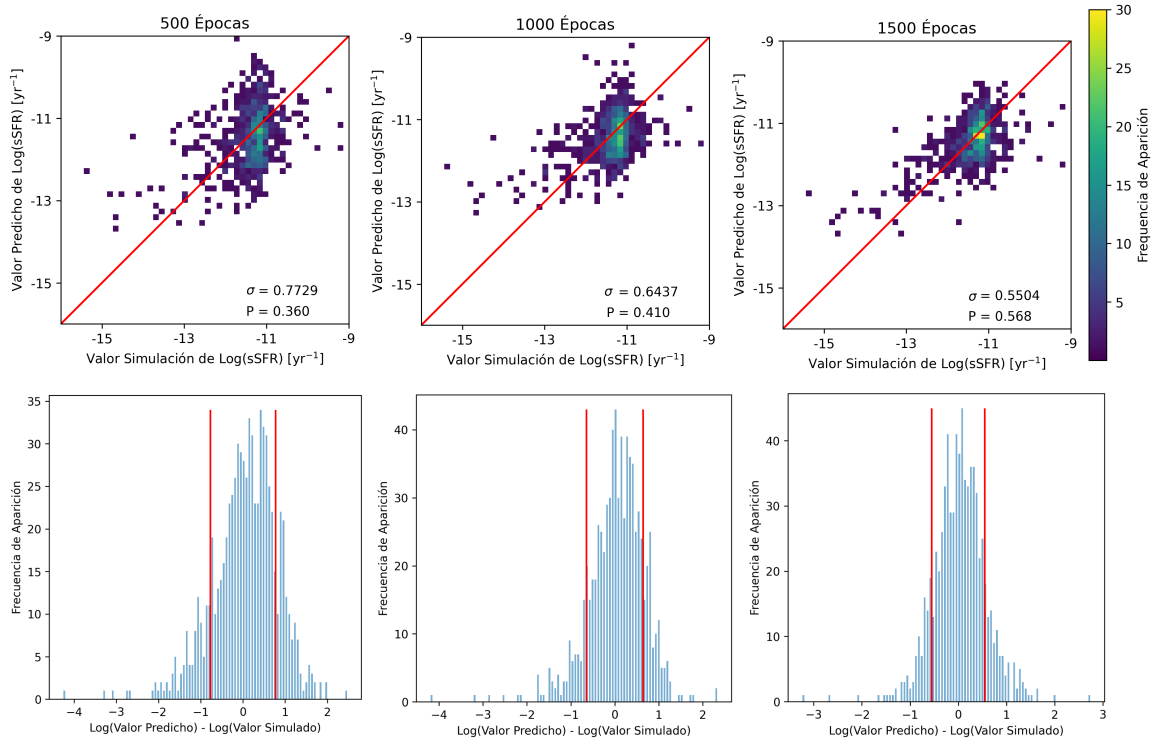 500 Épocas
-9
-11
-13
-15
Valor Predicho de Log(sSFR) [yr⁻¹]
σ = 0.7729
P = 0.360
-15 -13 -11 -9
Valor Simulación de Log(sSFR) [yr⁻¹]
1000 Épocas
-9
-11
-13
-15
Valor Predicho de Log(sSFR) [yr⁻¹]
σ = 0.6437
P = 0.410
-15 -13 -11 -9
Valor Simulación de Log(sSFR) [yr⁻¹]
1500 Épocas
-9
-11
-13
-15
Valor Predicho de Log(sSFR) [yr⁻¹]
σ = 0.5504
P = 0.568
-15 -13 -11 -9
Valor Simulación de Log(sSFR) [yr⁻¹]
30
25
20
15
10
5
Frequencia de Aparición
35
30
25
20
15
10
5
0
Frecuencia de Aparición
−4 −3 −2 −1 0 1 2
Log(Valor Predicho) - Log(Valor Simulado)
40
30
20
10
0
Frecuencia de Aparición
−4 −3 −2 −1 0 1 2
Log(Valor Predicho) - Log(Valor Simulado)
40
30
20
10
0
Frecuencia de Aparición
−3 −2 −1 0 1 2 3
Log(Valor Predicho) - Log(Valor Simulado)